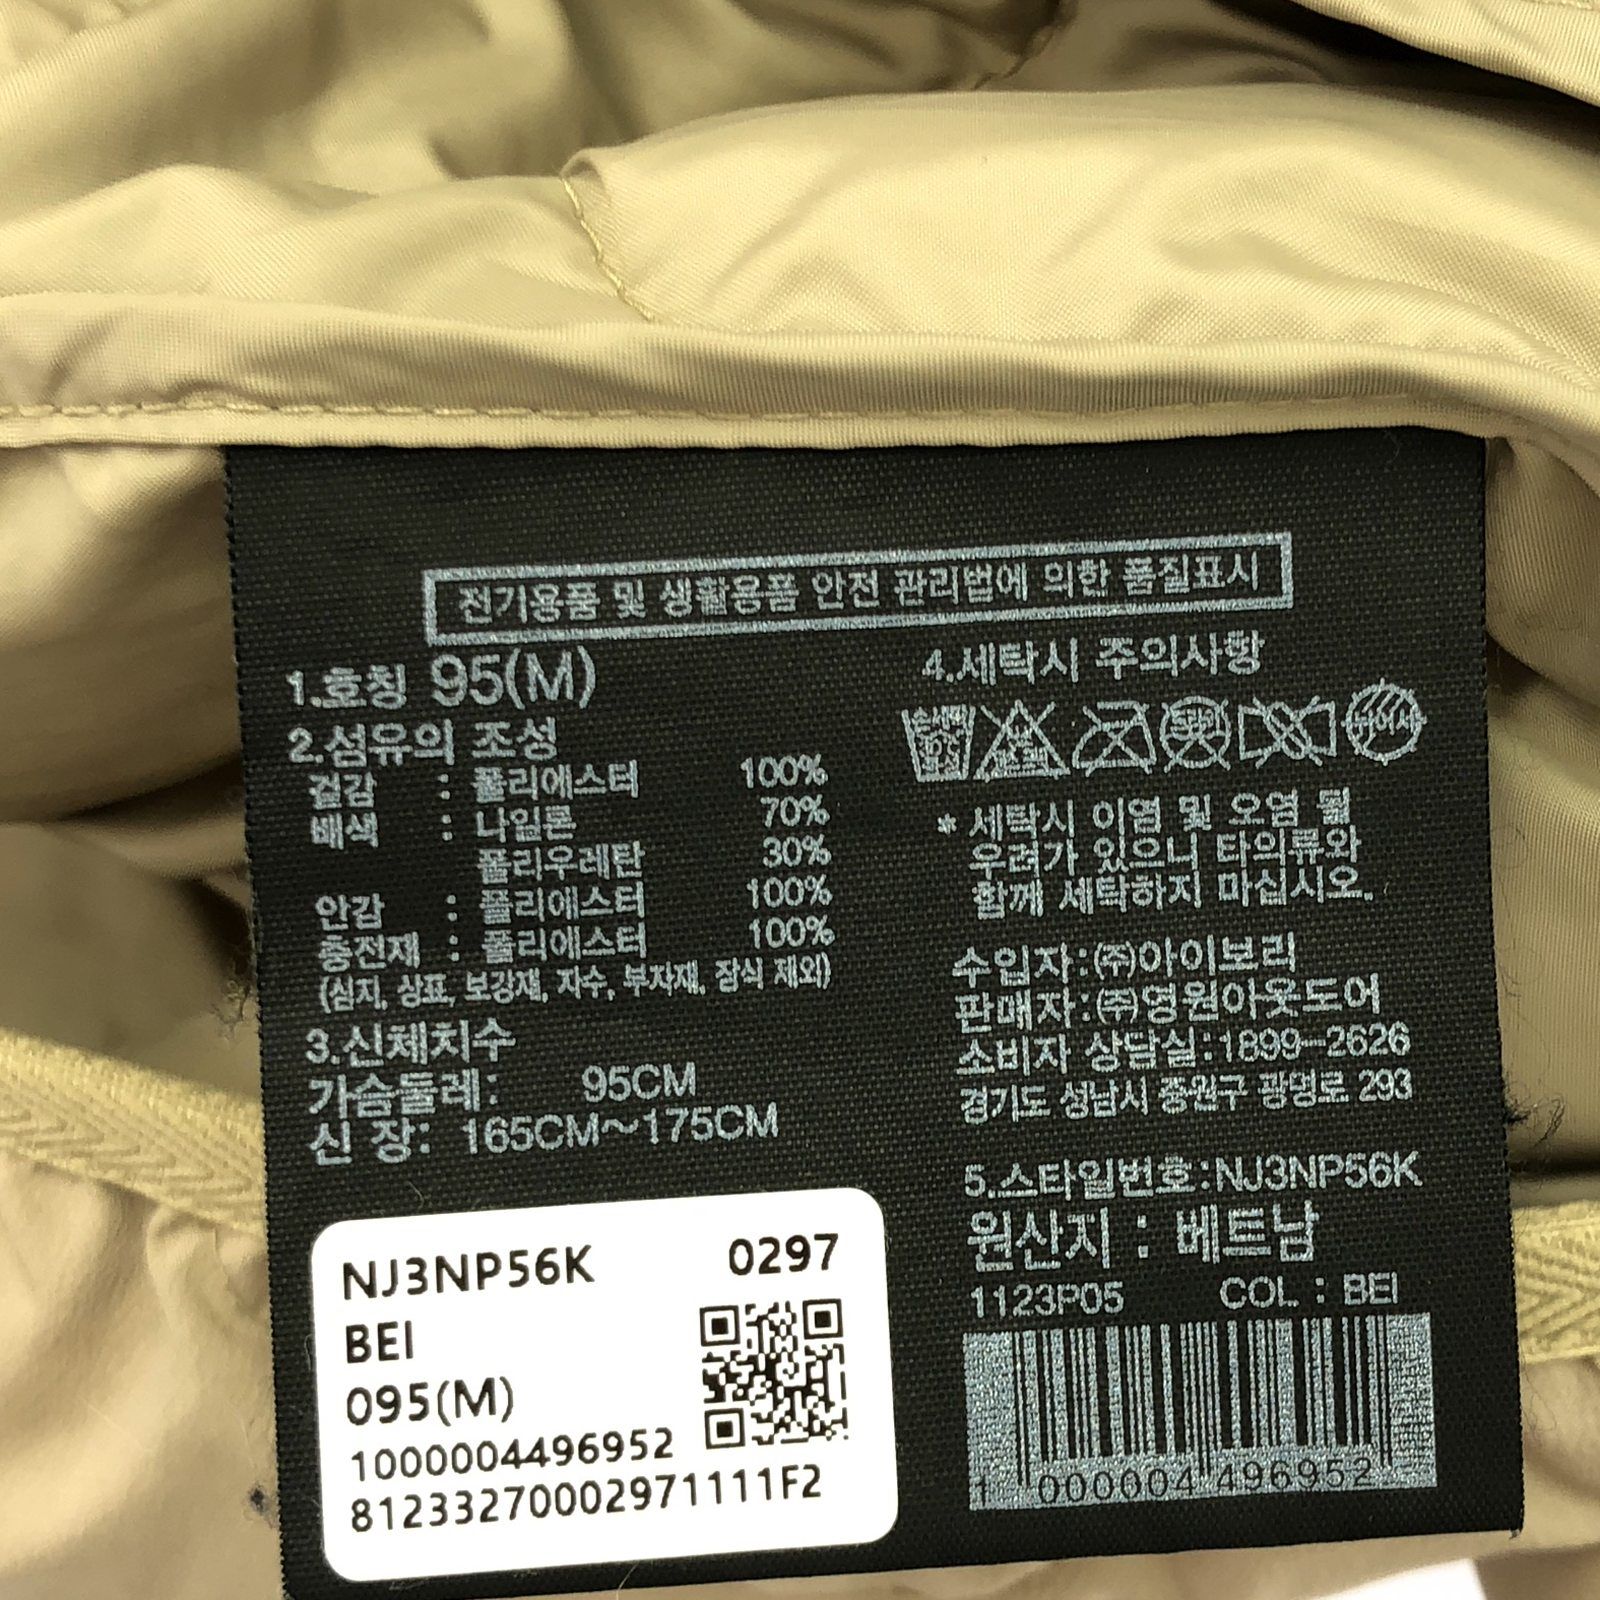 전기용품 및 생활용품 안전 관리법에 의한 품질표시
1.호칭 95(M)
2.섬유의 조성
겉감 : 폴리에스터 100%
배색 : 나일론 70%
폴리우레탄 30%
안감 : 폴리에스터 100%
충전재 : 폴리에스터 100%
(심지, 상표, 보강재, 자수, 부자재, 장식 제외)
3.신체치수
가슴둘레: 95CM
신 장: 165CM~175CM
4.세탁시 주의사항
* 세탁시 이염 및 오염 될
우려가 있으니 타의류와
함께 세탁하지 마십시오.
수입자:(주)아이보리
판매자:(주)영원아웃도어
소비자 상담실:1899-2626
경기도 성남시 중원구 광명로 293
5.스타일번호:NJ3NP56K
원산지 : 베트남
1123P05 COL : BEI
1 000004 496952
NJ3NP56K 0297
BEI
095(M)
1000004496952
81233270002971111F2